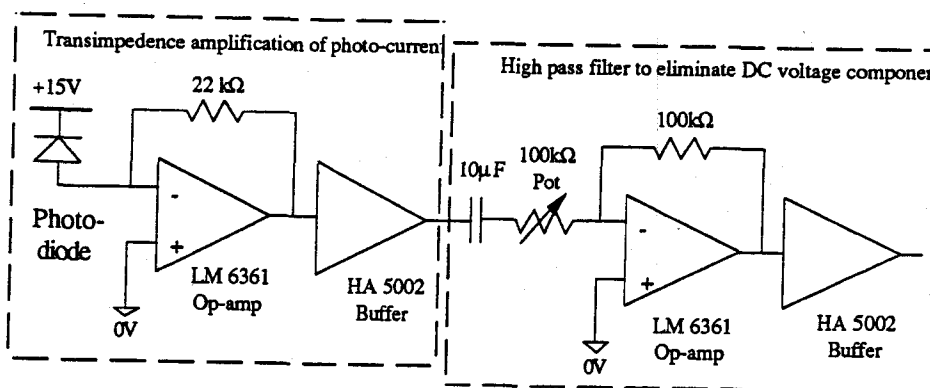 Transimpedence amplification of photo-current
High pass filter to eliminate DC voltage componen
+15V
22 kΩ
-
+
Photo-
diode
0V
LM 6361
Op-amp
HA 5002
Buffer
10μF
100kΩ
Pot
100kΩ
-
+
0V
LM 6361
Op-amp
HA 5002
Buffer